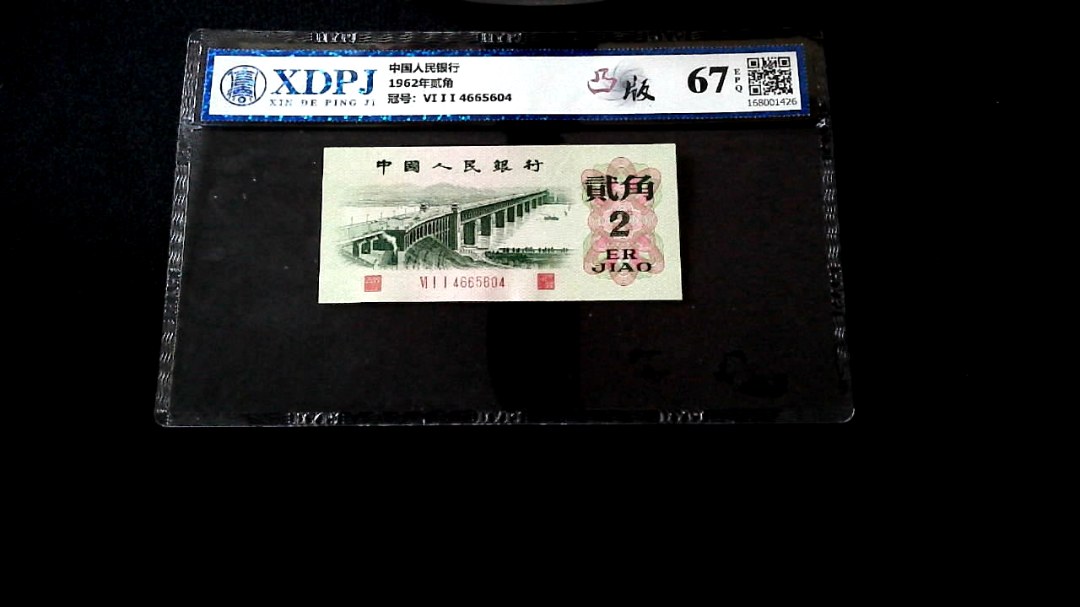 XDPJ
XIN DE PING JI
中国人民银行
1962年贰角
冠号：VI I I 4665604
凸版
67
EPQ
168001426
中國人民銀行
貳角
2
ER
JIAO
VI I I 4665604